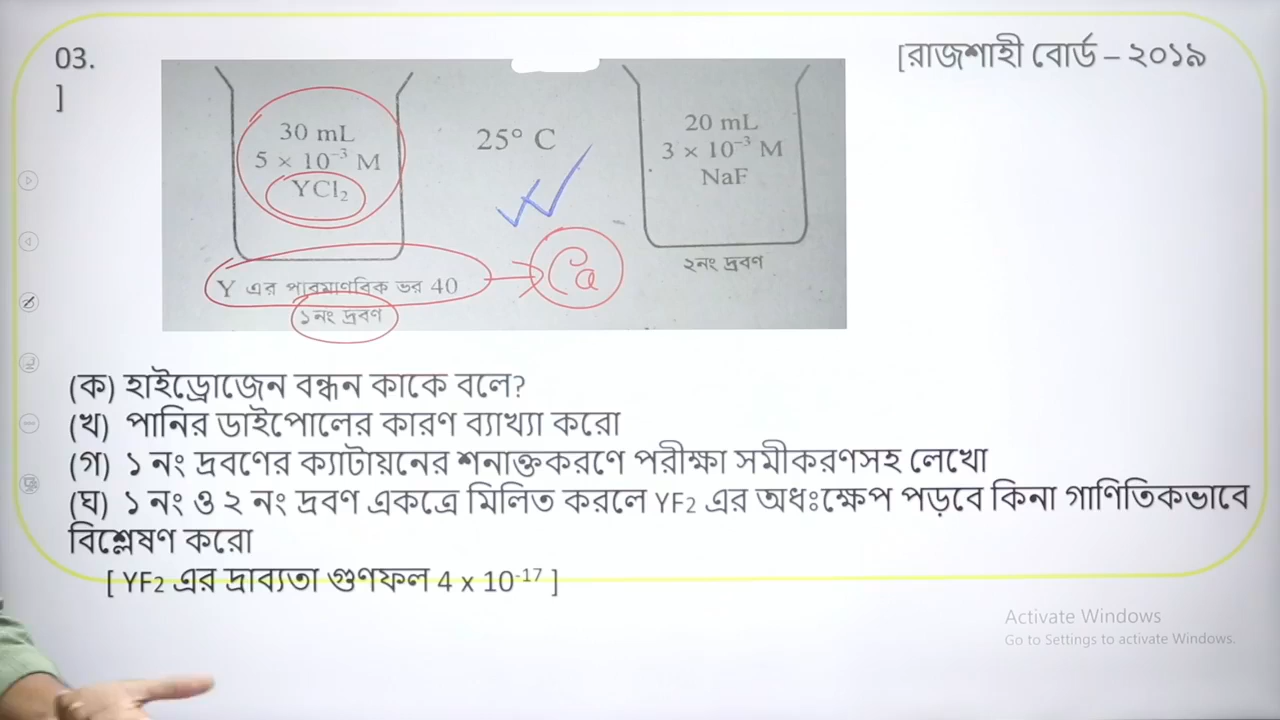 03.
[রাজশাহী বোর্ড – ২০১৯
]
30 mL
5 × 10⁻³ M
YCl₂
25° C
20 mL
3 × 10⁻³ M
NaF
Y এর পারমাণবিক ভর 40
Ca
১নং দ্রবণ
২নং দ্রবণ
(ক) হাইড্রোজেন বন্ধন কাকে বলে?
(খ) পানির ডাইপোলের কারণ ব্যাখ্যা করো
(গ) ১ নং দ্রবণের ক্যাটায়নের শনাক্তকরণে পরীক্ষা সমীকরণসহ লেখো
(ঘ) ১ নং ও ২ নং দ্রবণ একত্রে মিলিত করলে YF₂ এর অধঃক্ষেপ পড়বে কিনা গাণিতিকভাবে
বিশ্লেষণ করো
[ YF₂ এর দ্রাব্যতা গুণফল 4 x 10⁻¹⁷ ]
Activate Windows
Go to Settings to activate Windows.